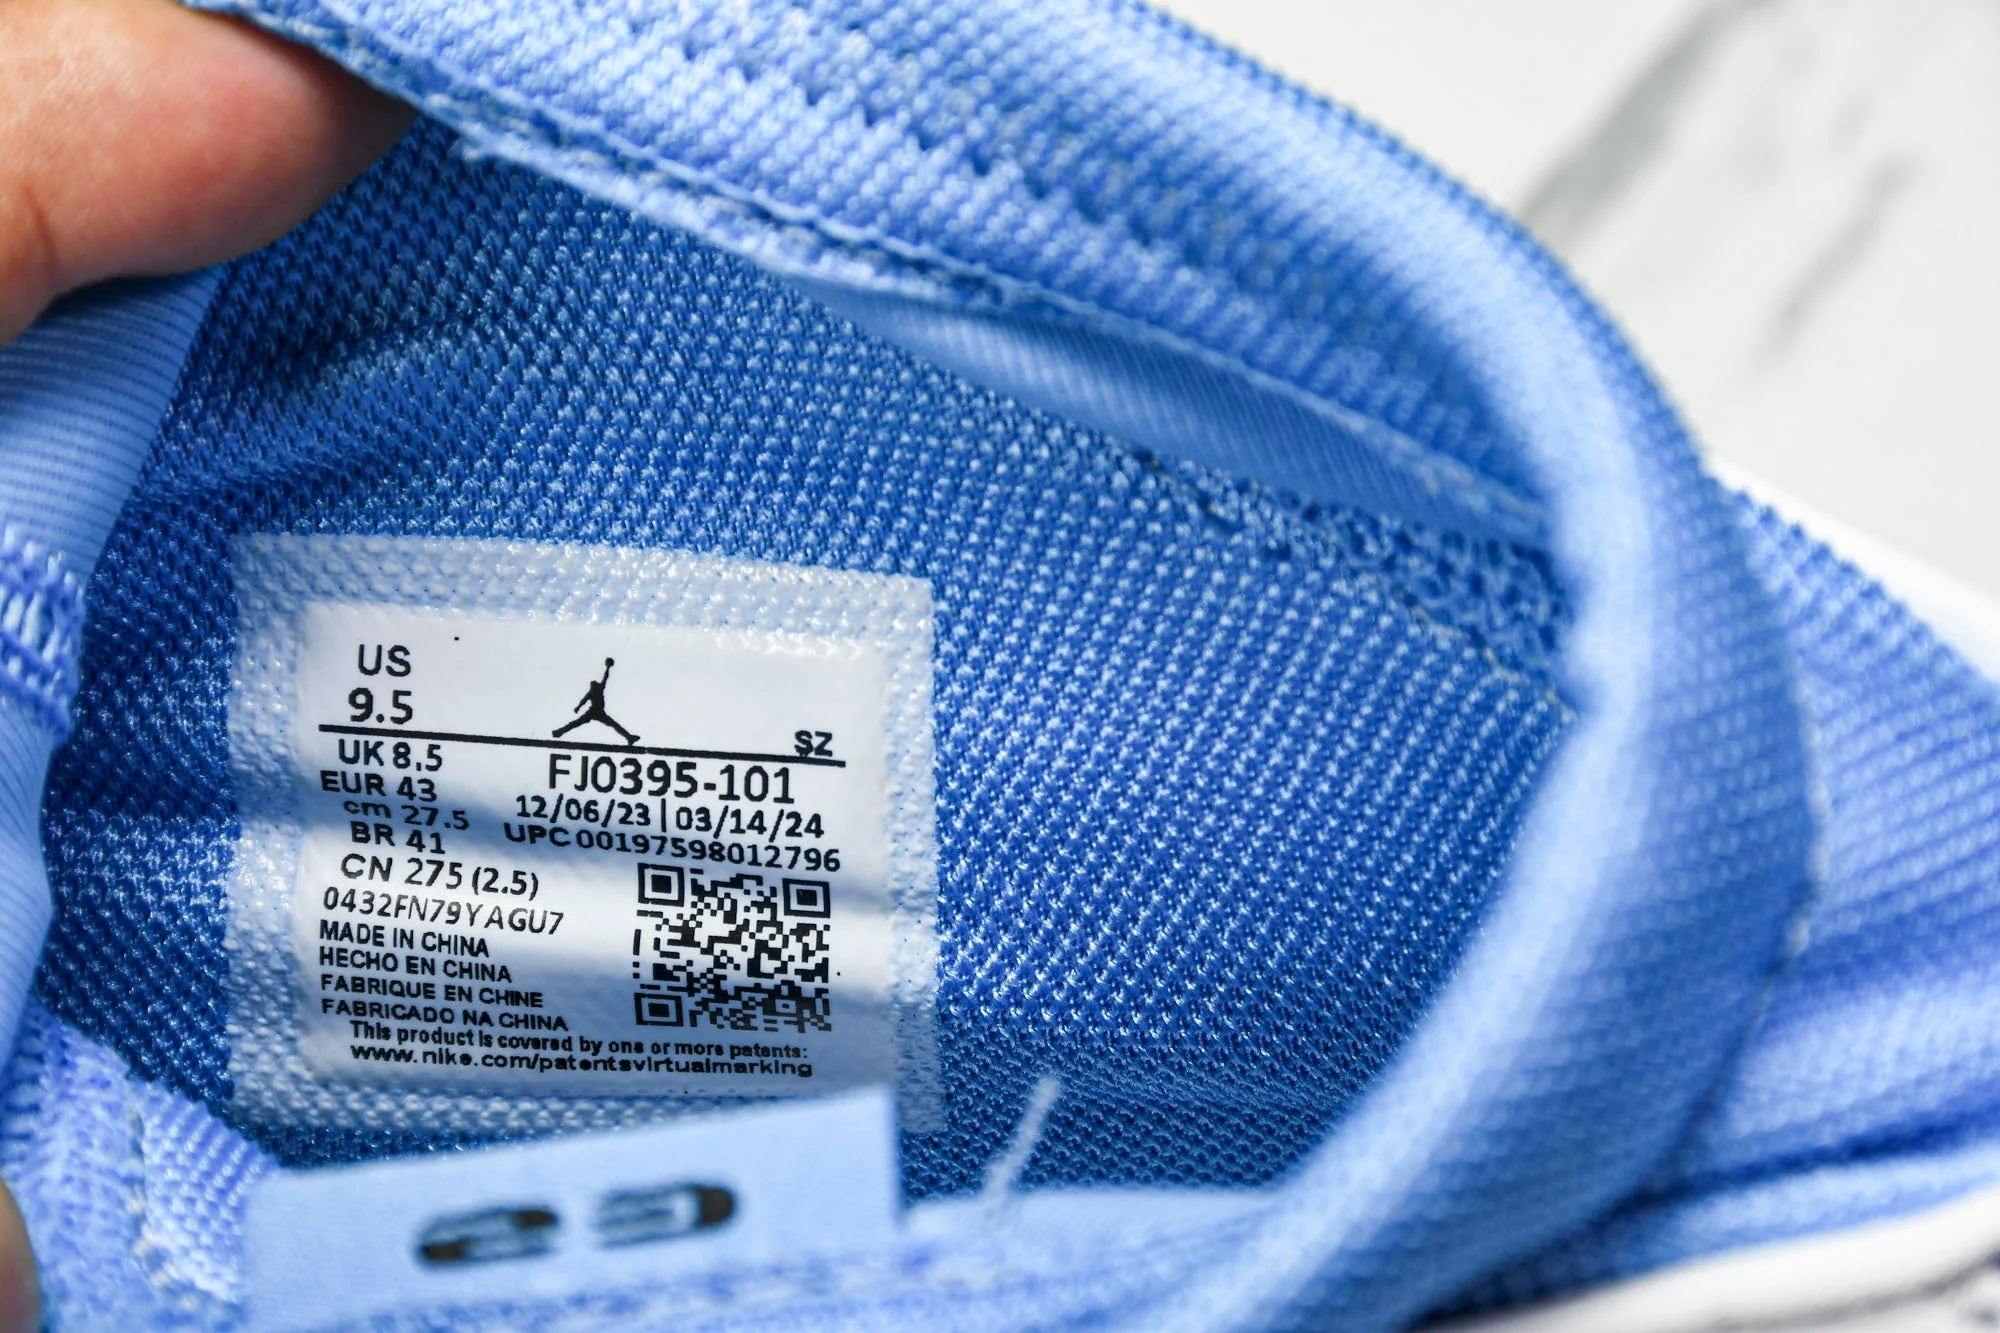 US
9.5
SZ
UK 8.5
FJ0395-101
EUR 43
12/06/23|03/14/24
cm 27.5
UPC00197598012796
BR 41
CN 275 (2.5)
0432FN79YAGU7
MADE IN CHINA
HECHO EN CHINA
FABRIQUE EN CHINE
FABRICADO NA CHINA
This product is covered by one or more patents:
www.nike.com/patentsvirtualmarking